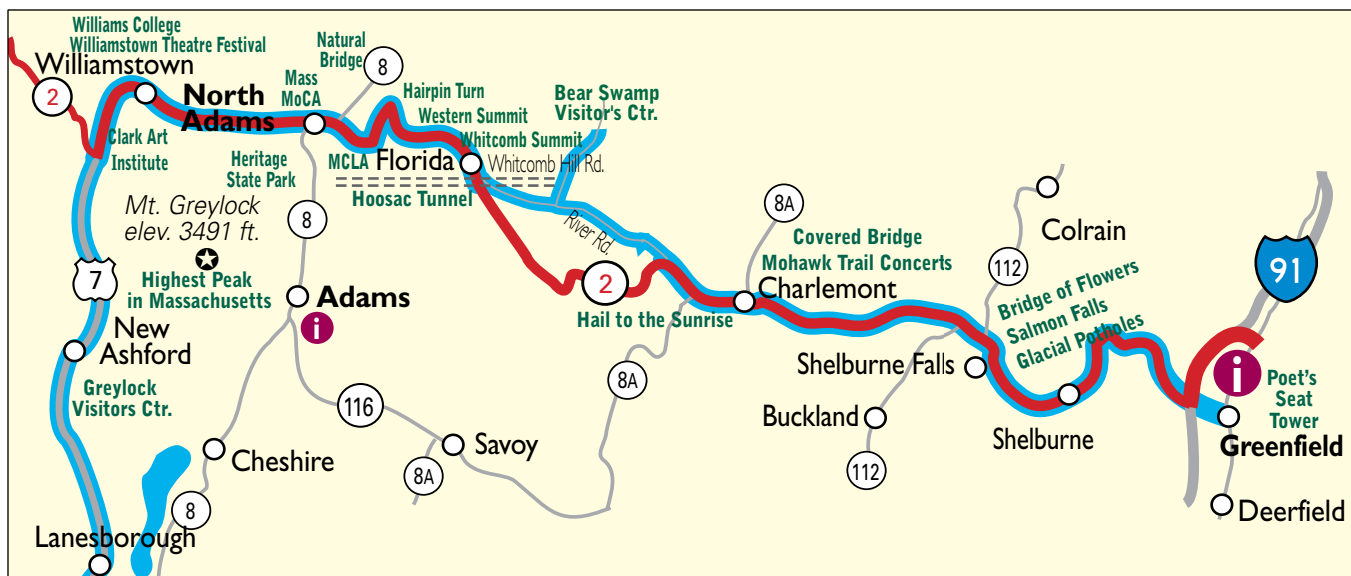 Williams College
Williamstown Theatre Festival
Williamstown
2
North
Adams
Mass
MoCA
Natural
Bridge
8
Hairpin Turn
Western Summit
Whitcomb Summit
Bear Swamp
Visitor's Ctr.
Clark Art
Institute
Heritage
State Park
MCLA
Florida
Whitcomb Hill Rd.
Hoosac Tunnel
Mt. Greylock
elev. 3491 ft.
Highest Peak
in Massachusetts
8
7
Adams
i
River Rd.
2
Hail to the Sunrise
8A
Covered Bridge
Mohawk Trail Concerts
Charlemont
Colrain
112
Bridge of Flowers
Salmon Falls
Glacial Potholes
91
New
Ashford
Greylock
Visitors Ctr.
116
8A
Shelburne Falls
Buckland
112
Shelburne
i
Poet's
Seat
Tower
Greenfield
Cheshire
Savoy
8A
8
Lanesborough
Deerfield